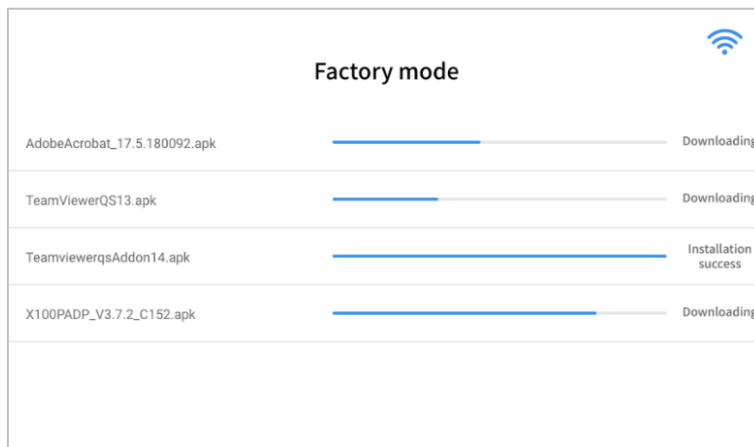 Factory mode
AdobeAcrobat_17.5.180092.apk Downloading
TeamViewerQS13.apk Downloading
TeamviewerqsAddon14.apk Installation
success
X100PADP_V3.7.2_C152.apk Downloading